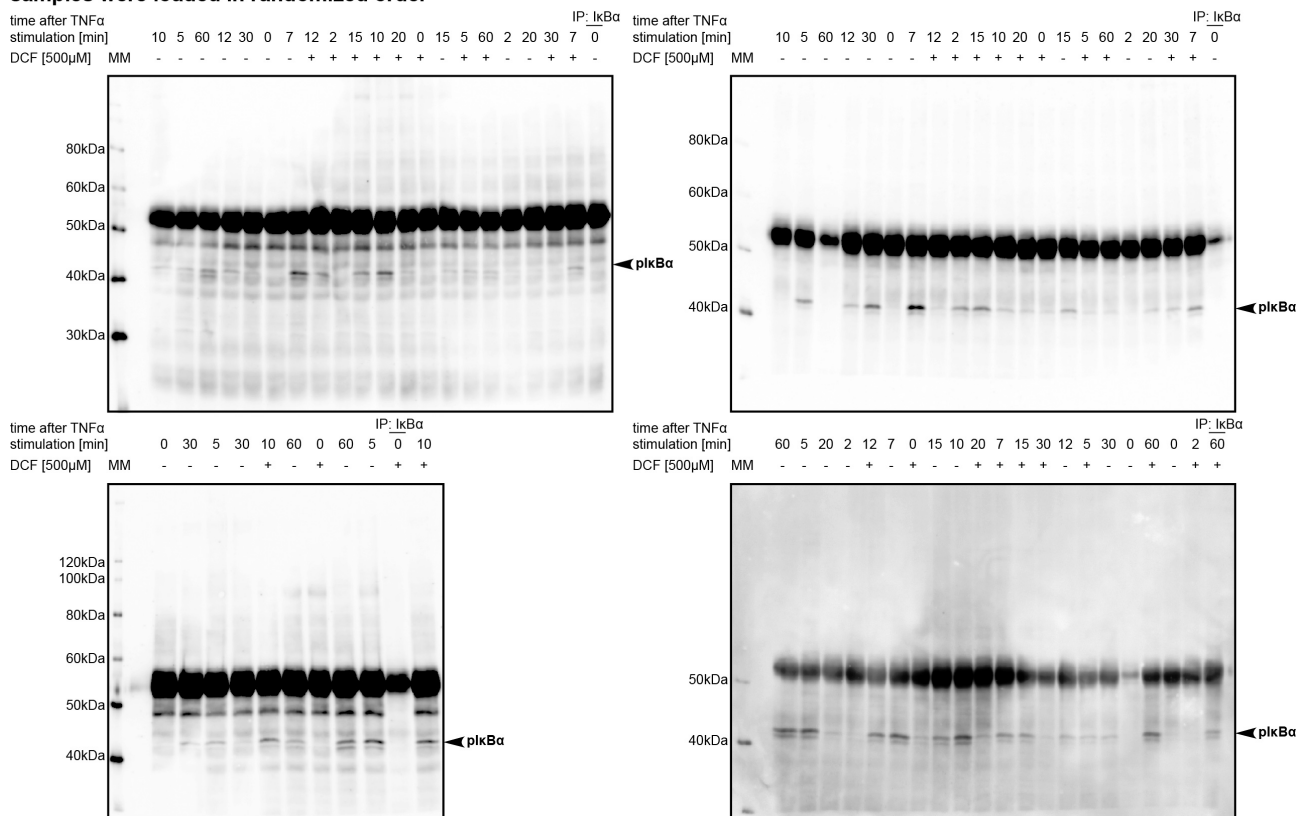 samples were loaded in randomized order
IP: IκBα
time after TNFα
stimulation [min] 10 5 60 12 30 0 7 12 2 15 10 20 0 15 5 60 2 20 30 7 0
DCF [500µM] MM - - - - - - - + + + + + + - + + - - + + -
80kDa
60kDa
50kDa
40kDa
30kDa
pIκBα
IP: IκBα
time after TNFα
stimulation [min] 10 5 60 12 30 0 7 12 2 15 10 20 0 15 5 60 2 20 30 7 0
DCF [500µM] MM - - - - - - - + + + + + + - + + - - + + -
80kDa
60kDa
50kDa
40kDa
pIκBα
IP: IκBα
time after TNFα
stimulation [min] 0 30 5 30 10 60 0 60 5 0 10
DCF [500µM] MM - - - - + - + - - + +
120kDa
100kDa
80kDa
60kDa
50kDa
40kDa
pIκBα
IP: IκBα
time after TNFα
stimulation [min] 60 5 20 2 12 7 0 15 10 20 7 15 30 12 5 30 0 60 0 2 60
DCF [500µM] MM - - - - + - + - - + + + + - + - - + - + +
50kDa
40kDa
pIκBα